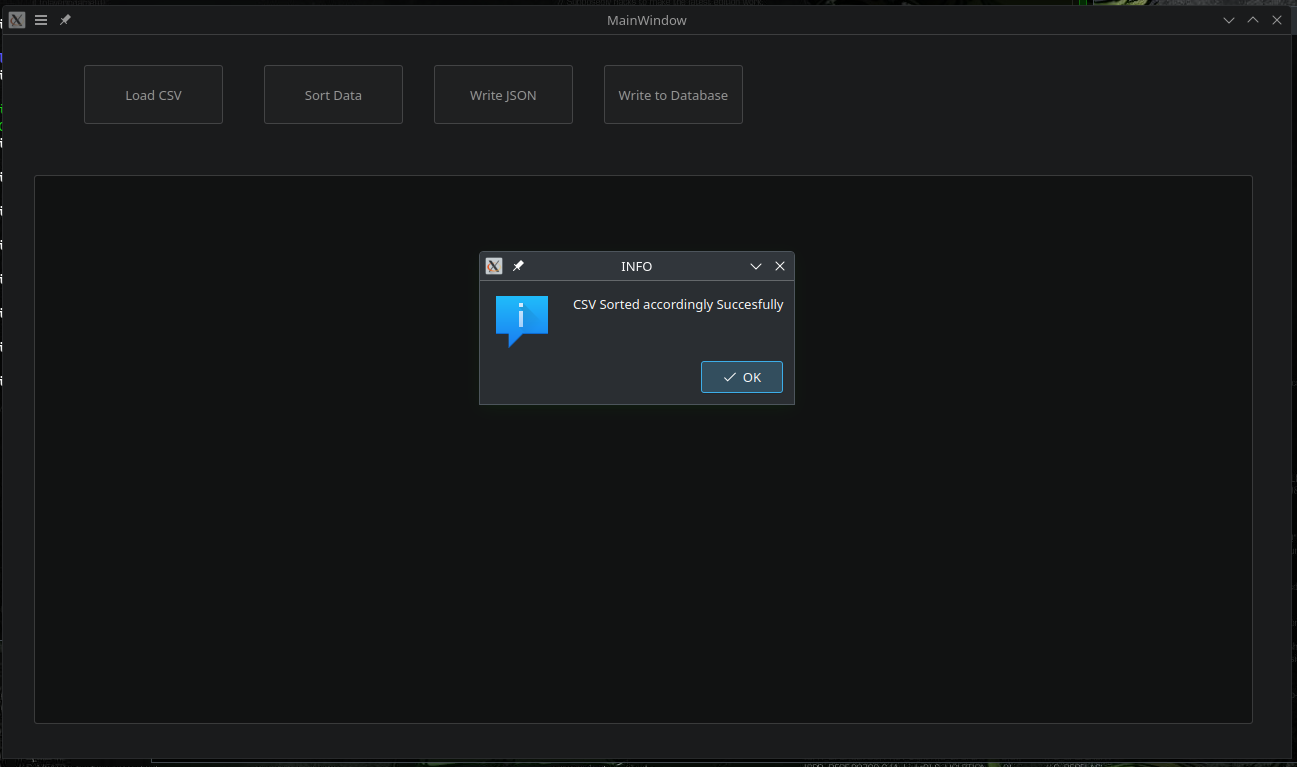 MainWindow
Load CSV
Sort Data
Write JSON
Write to Database
INFO
CSV Sorted accordingly Succesfully
OK